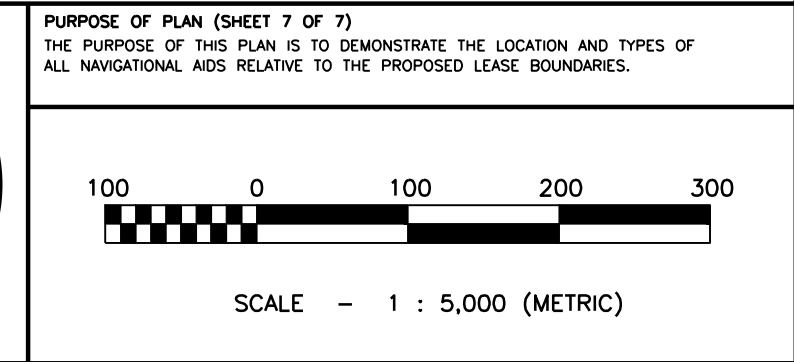 PURPOSE OF PLAN (SHEET 7 OF 7)
THE PURPOSE OF THIS PLAN IS TO DEMONSTRATE THE LOCATION AND TYPES OF
ALL NAVIGATIONAL AIDS RELATIVE TO THE PROPOSED LEASE BOUNDARIES.
100 0 100 200 300
SCALE - 1 : 5,000 (METRIC)